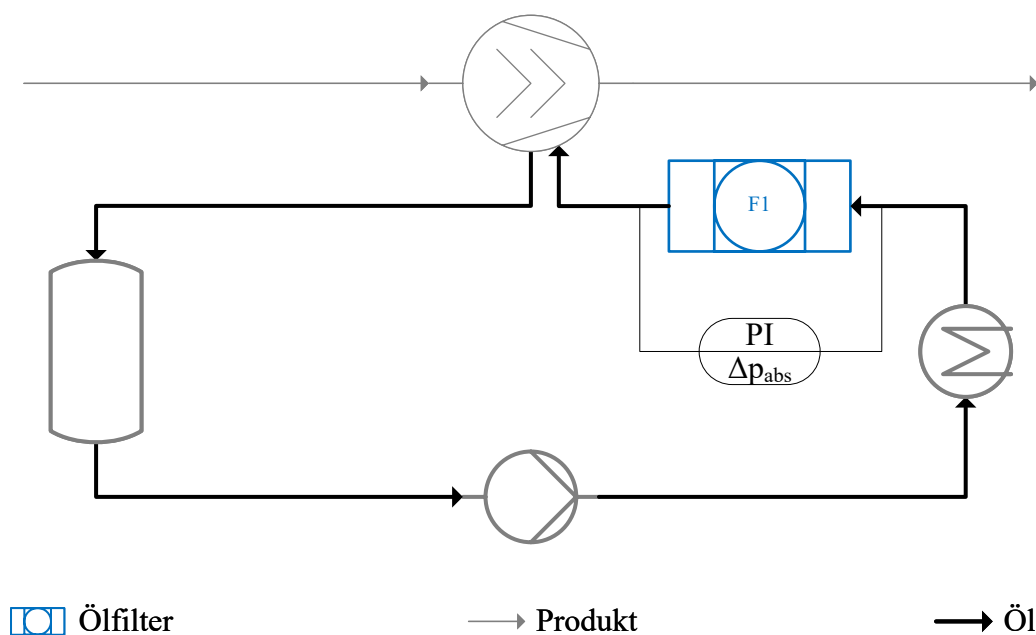 F1
PI
Δpabs
Ölfilter
Produkt
Öl